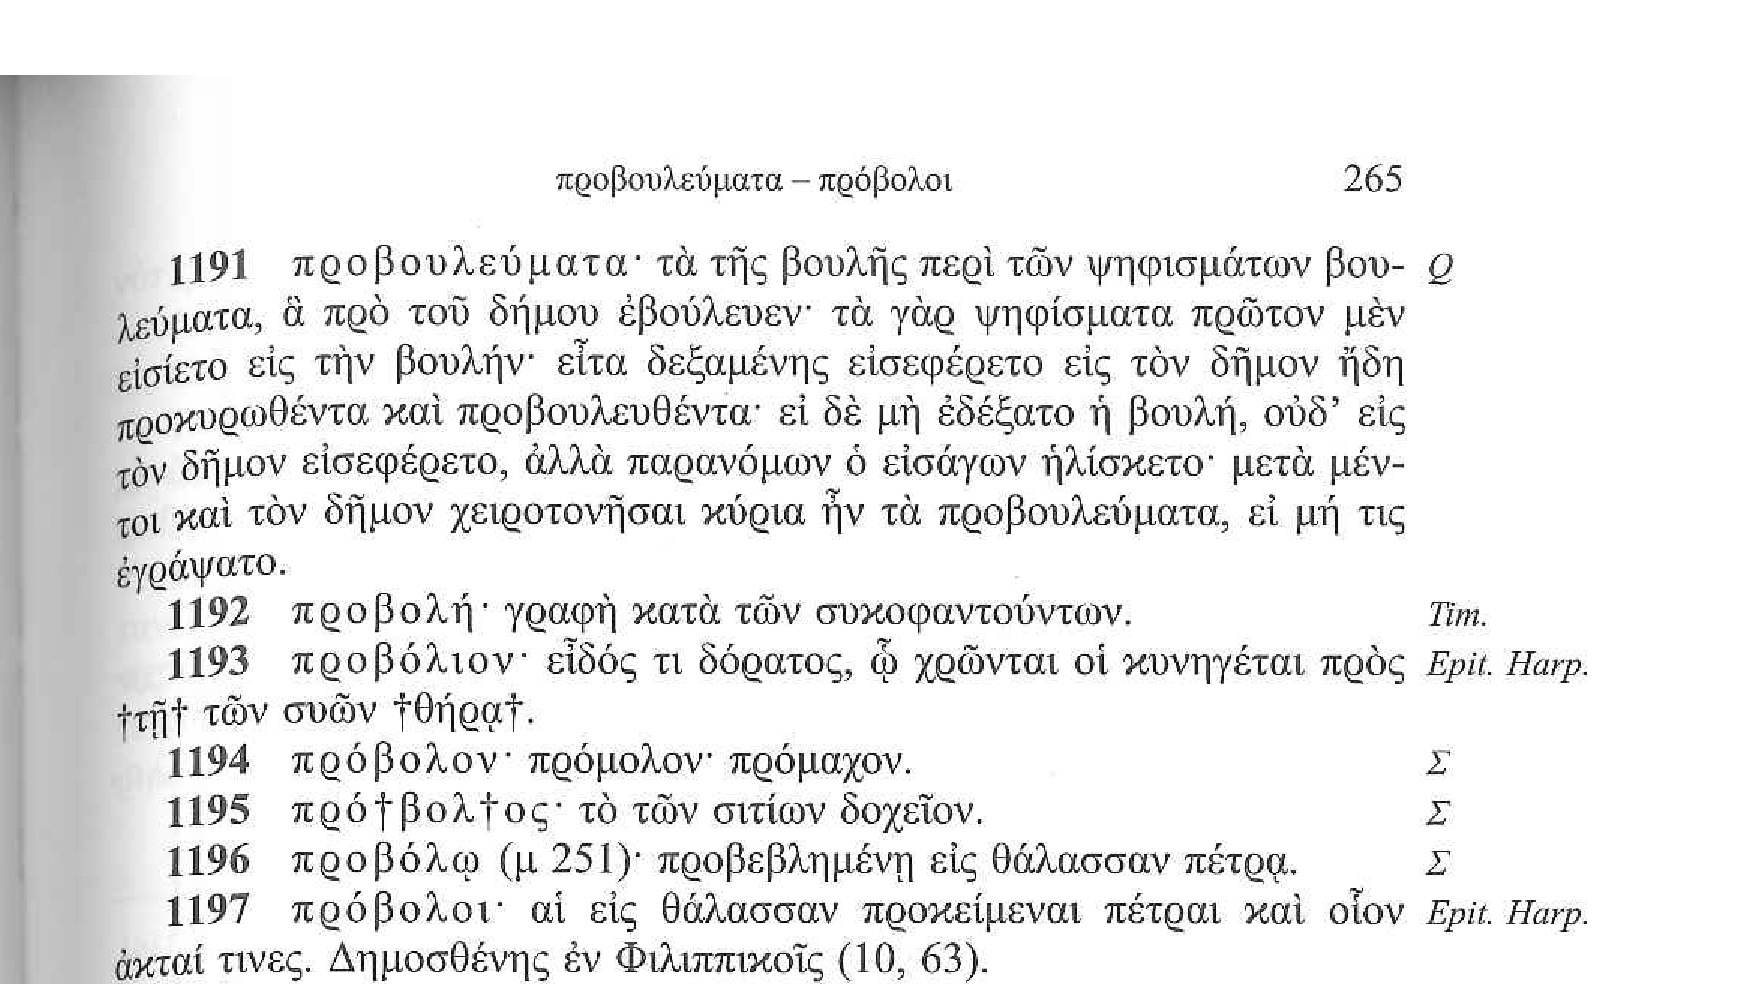 προβουλεύματα – πρόβολοι 265
1191 προβουλεύματα· τὰ τῆς βουλῆς περὶ τῶν ψηφισμάτων βου- Q
λεύματα, ἃ πρὸ τοῦ δήμου ἐβούλευεν· τὰ γὰρ ψηφίσματα πρῶτον μὲν
εἰσίετο εἰς τὴν βουλήν· εἶτα δεξαμένης εἰσεφέρετο εἰς τὸν δῆμον ἤδη
προκυρωθέντα καὶ προβουλευθέντα· εἰ δὲ μὴ ἐδέξατο ἡ βουλή, οὐδ’ εἰς
τὸν δῆμον εἰσεφέρετο, ἀλλὰ παρανόμων ὁ εἰσάγων ἡλίσκετο· μετὰ μέν-
τοι καὶ τὸν δῆμον χειροτονῆσαι κύρια ἦν τὰ προβουλεύματα, εἰ μή τις
ἐγράψατο.
1192 προβολή· γραφὴ κατὰ τῶν συκοφαντούντων. Tim.
1193 προβόλιον· εἶδός τι δόρατος, ᾧ χρῶνται οἱ κυνηγέται πρὸς Epit. Harp.
†τῇ† τῶν συῶν †θήρᾳ†.
1194 πρόβολον· πρόμολον· πρόμαχον. Σ
1195 πρό†βολ†ος· τὸ τῶν σιτίων δοχεῖον. Σ
1196 προβόλῳ (μ 251)· προβεβλημένῃ εἰς θάλασσαν πέτρᾳ. Σ
1197 πρόβολοι· αἱ εἰς θάλασσαν προκείμεναι πέτραι καὶ οἷον Epit. Harp.
ἀκταί τινες. Δημοσθένης ἐν Φιλιππικοῖς (10, 63).